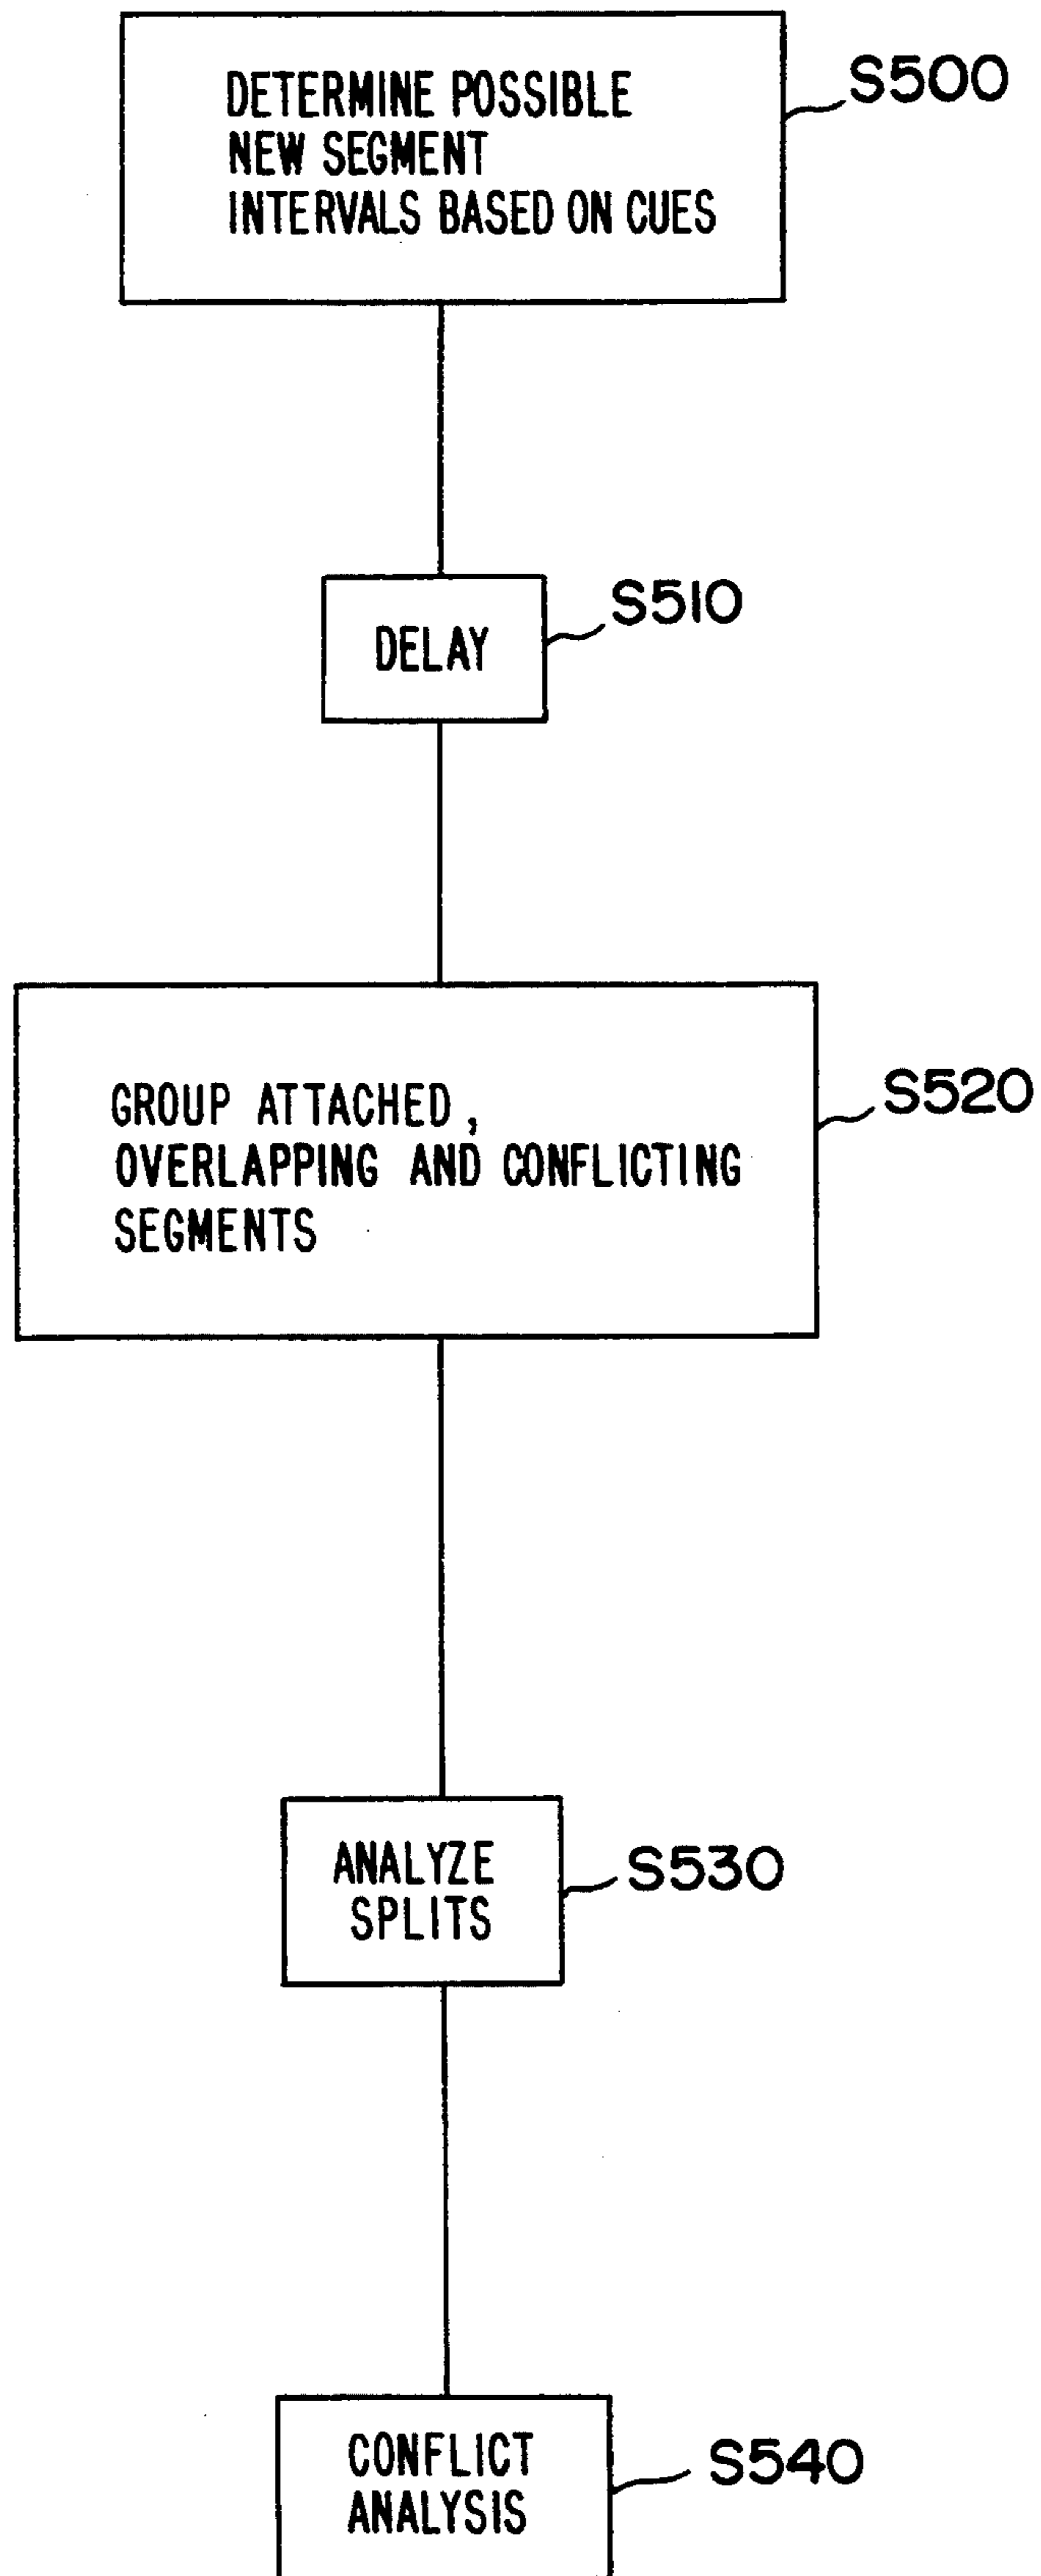 DETERMINE POSSIBLE
NEW SEGMENT
INTERVALS BASED ON CUES
S500
DELAY
S510
GROUP ATTACHED,
OVERLAPPING AND CONFLICTING
SEGMENTS
S520
ANALYZE
SPLITS
S530
CONFLICT
ANALYSIS
S540